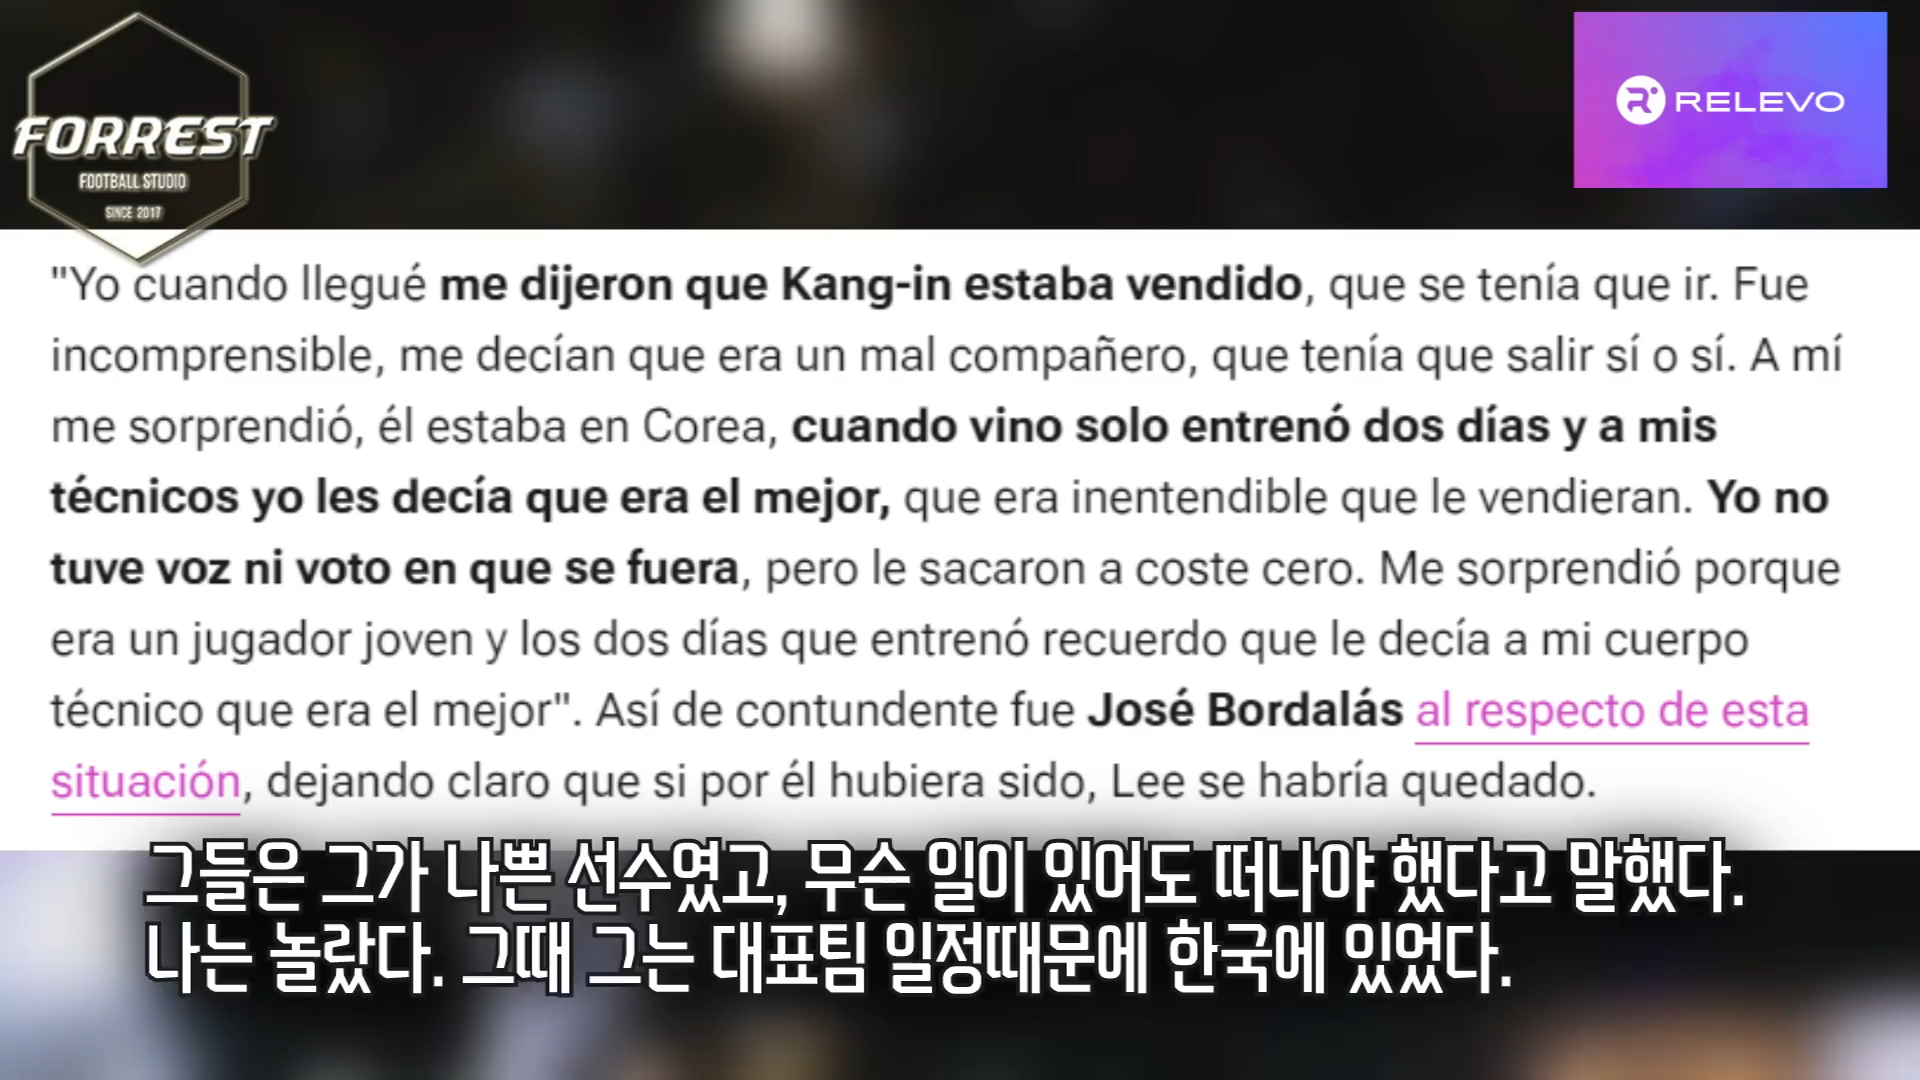 FORREST
FOOTBALL STUDIO
SINCE 2017
RELEVO
"Yo cuando llegué me dijeron que Kang-in estaba vendido, que se tenía que ir. Fue
incomprensible, me decían que era un mal compañero, que tenía que salir sí o sí. A mí
me sorprendió, él estaba en Corea, cuando vino solo entrenó dos días y a mis
técnicos yo les decía que era el mejor, que era inentendible que le vendieran. Yo no
tuve voz ni voto en que se fuera, pero le sacaron a coste cero. Me sorprendió porque
era un jugador joven y los dos días que entrenó recuerdo que le decía a mi cuerpo
técnico que era el mejor". Así de contundente fue José Bordalás al respecto de esta
situación, dejando claro que si por él hubiera sido, Lee se habría quedado.
그들은 그가 나쁜 선수였고, 무슨 일이 있어도 떠나야 했다고 말했다.
나는 놀랐다. 그때 그는 대표팀 일정때문에 한국에 있었다.